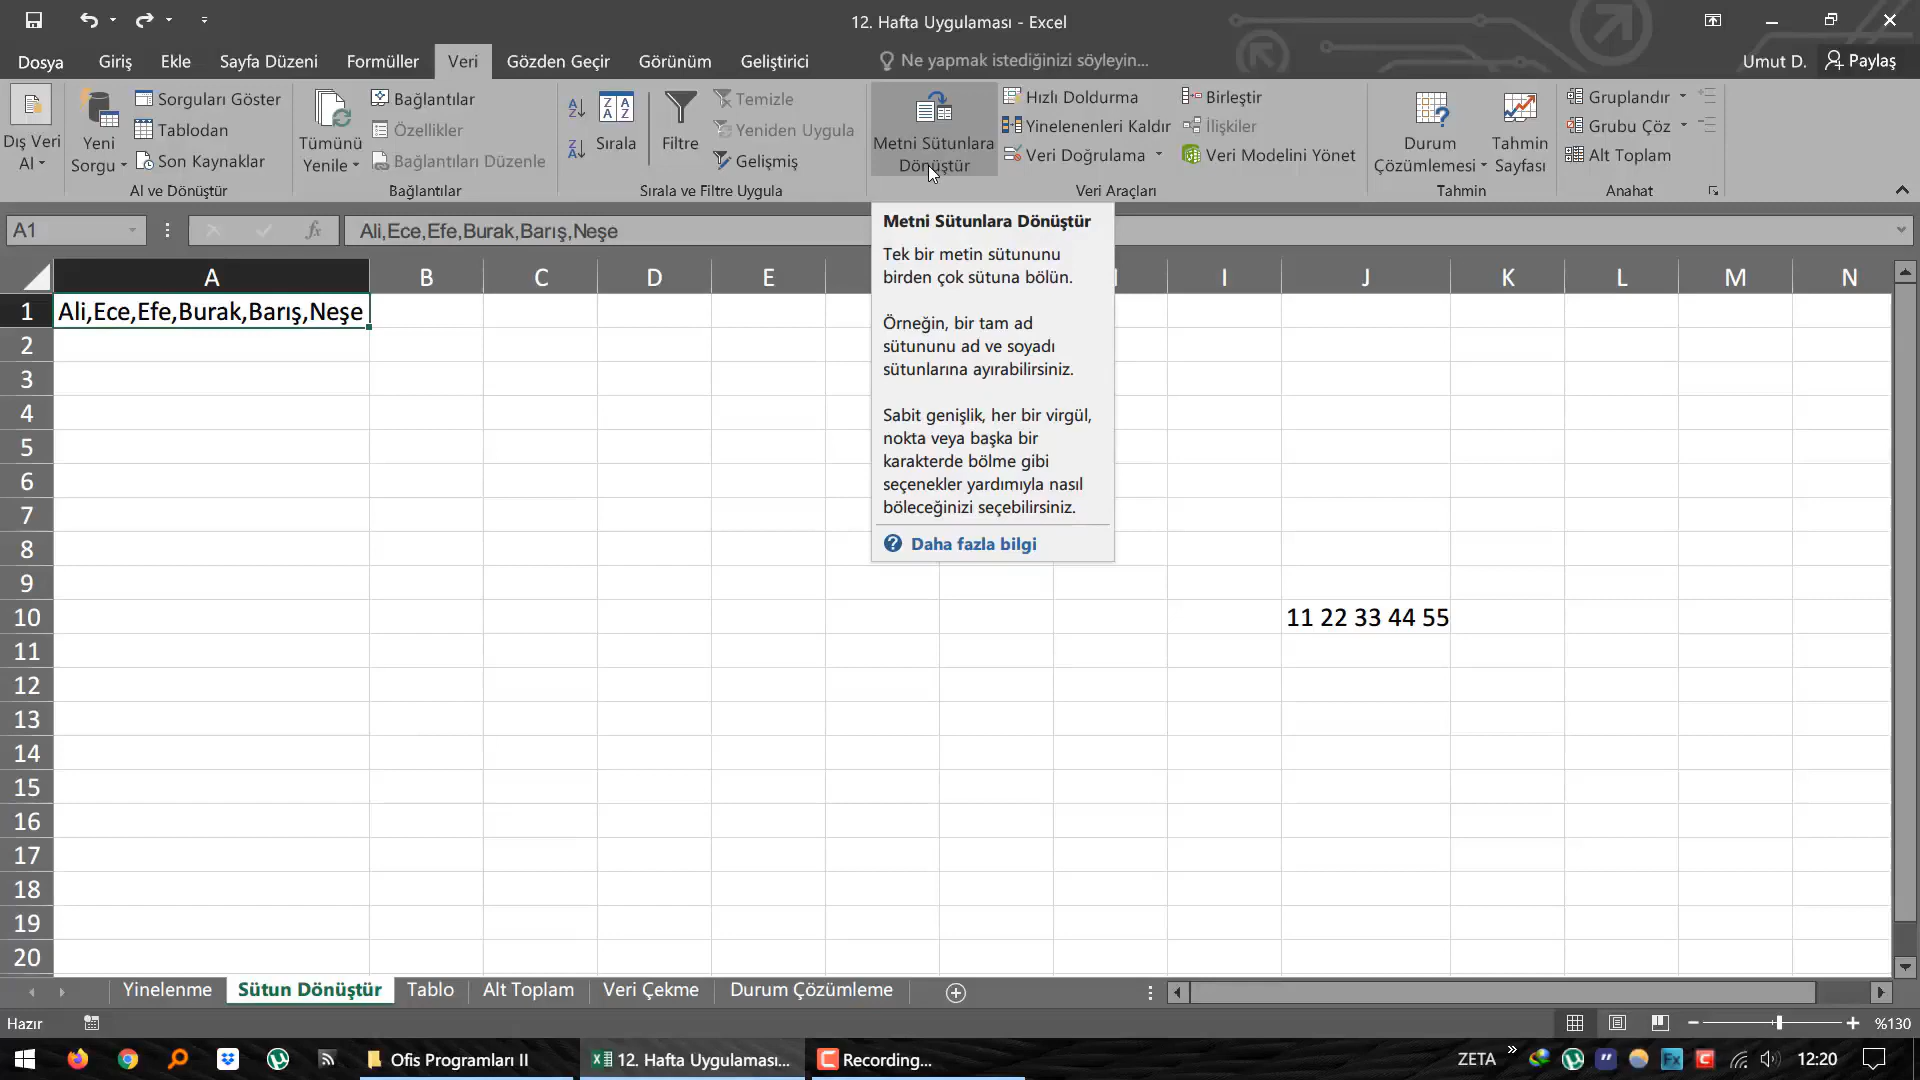 12. Hafta Uygulaması - Excel
Dosya
Giriş
Ekle
Sayfa Düzeni
Formüller
Veri
Gözden Geçir
Görünüm
Geliştirici
Ne yapmak istediğinizi söyleyin...
Umut D.
Paylaş
Dış Veri
Al
Yeni
Sorgu
Sorguları Göster
Tablodan
Son Kaynaklar
Al ve Dönüştür
Tümünü
Yenile
Bağlantılar
Özellikler
Bağlantıları Düzenle
Bağlantılar
Sırala
Filtre
Temizle
Yeniden Uygula
Gelişmiş
Sırala ve Filtre Uygula
Metni Sütunlara
Dönüştür
Hızlı Doldurma
Yinelenenleri Kaldır
Veri Doğrulama
Birleştir
İlişkiler
Veri Modelini Yönet
Veri Araçları
Durum
Çözümlemesi
Tahmin
Sayfası
Tahmin
Gruplandır
Grubu Çöz
Alt Toplam
Anahat
A1
fx
Ali,Ece,Efe,Burak,Barış,Neşe
Metni Sütunlara Dönüştür
Tek bir metin sütununu
birden çok sütuna bölün.
Örneğin, bir tam ad
sütununu ad ve soyadı
sütunlarına ayırabilirsiniz.
Sabit genişlik, her bir virgül,
nokta veya başka bir
karakterde bölme gibi
seçenekler yardımıyla nasıl
böleceğinizi seçebilirsiniz.
Daha fazla bilgi
A B C D E I J K L M N
1 Ali,Ece,Efe,Burak,Barış,Neşe
2
3
4
5
6
7
8
9
10 11 22 33 44 55
11
12
13
14
15
16
17
18
19
20
Yinelenme
Sütun Dönüştür
Tablo
Alt Toplam
Veri Çekme
Durum Çözümleme
Hazır
%130
Ofis Programları II
12. Hafta Uygulaması...
Recording...
ZETA
12:20